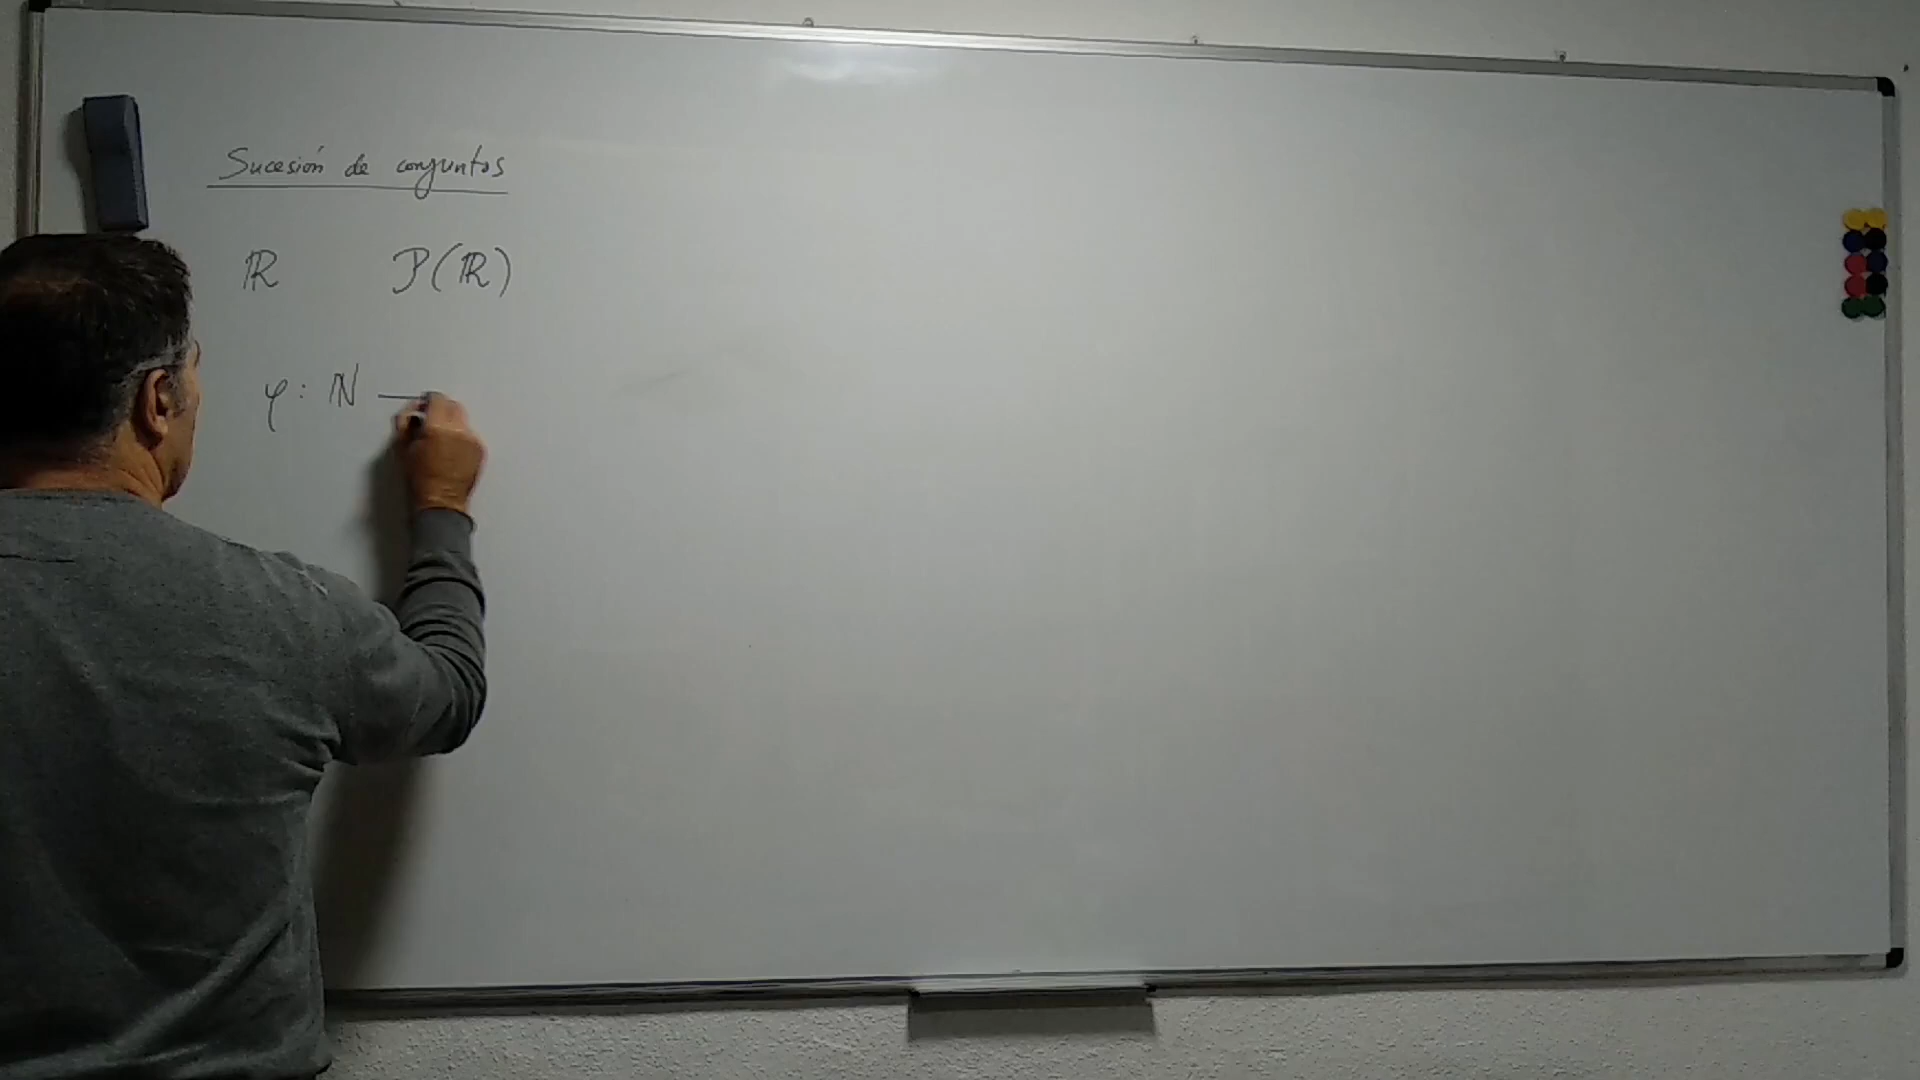 Sucesión de conjuntos
ℝ 𝒫(ℝ)
φ: ℕ —